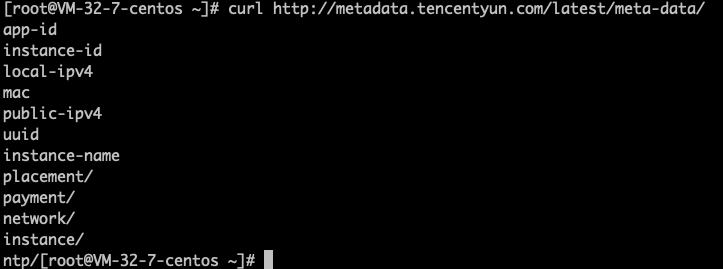 [root@VM-32-7-centos ~]# curl http://metadata.tencentyun.com/latest/meta-data/
app-id
instance-id
local-ipv4
mac
public-ipv4
uuid
instance-name
placement/
payment/
network/
instance/
ntp/[root@VM-32-7-centos ~]#